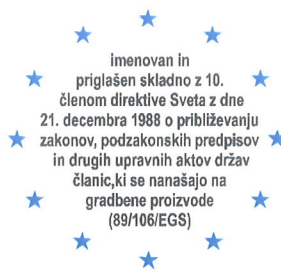 imenovan in
priglašen skladno z 10.
členom direktive Sveta z dne
21. decembra 1988 o približevanju
zakonov, podzakonskih predpisov
in drugih upravnih aktov držav
članic,ki se nanašajo na
gradbene proizvode
(89/106/EGS)